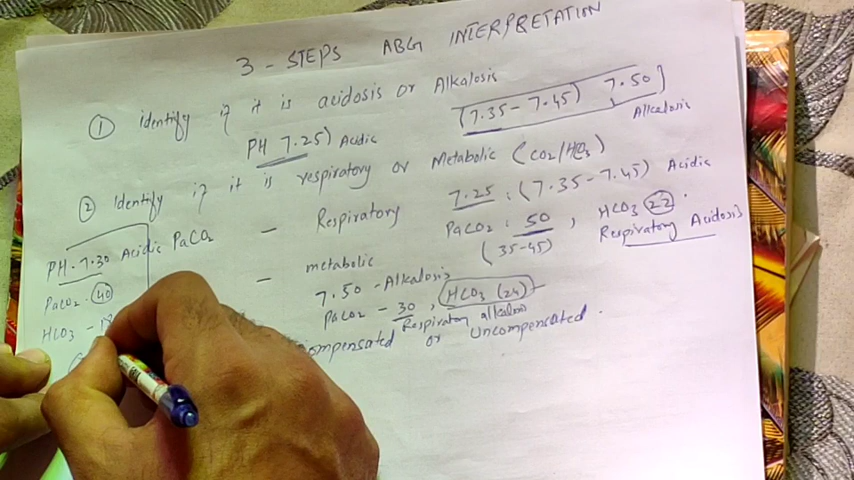 3 - STEPS ABG INTERPRETATION
① identify if it is acidosis or Alkalosis
PH 7.25) Acidic
(7.35 - 7.45) 7.50]
Alkalosis
② Identify if it is respiratory or Metabolic (CO2/HCO3)
PaCO2 - Respiratory
- metabolic
7.25 : (7.35 - 7.45) Acidic
PaCO2 : 50 , HCO3 22 .
(35-45) Respiratory Acidosis
PH . 7.30 Acidic
PaCO2 . 40
HCO3 -
7.50 - Alkalosis
PaCO2 - 30 , HCO3 (24)
Respiratory alkalosis
compensated or Uncompensated .